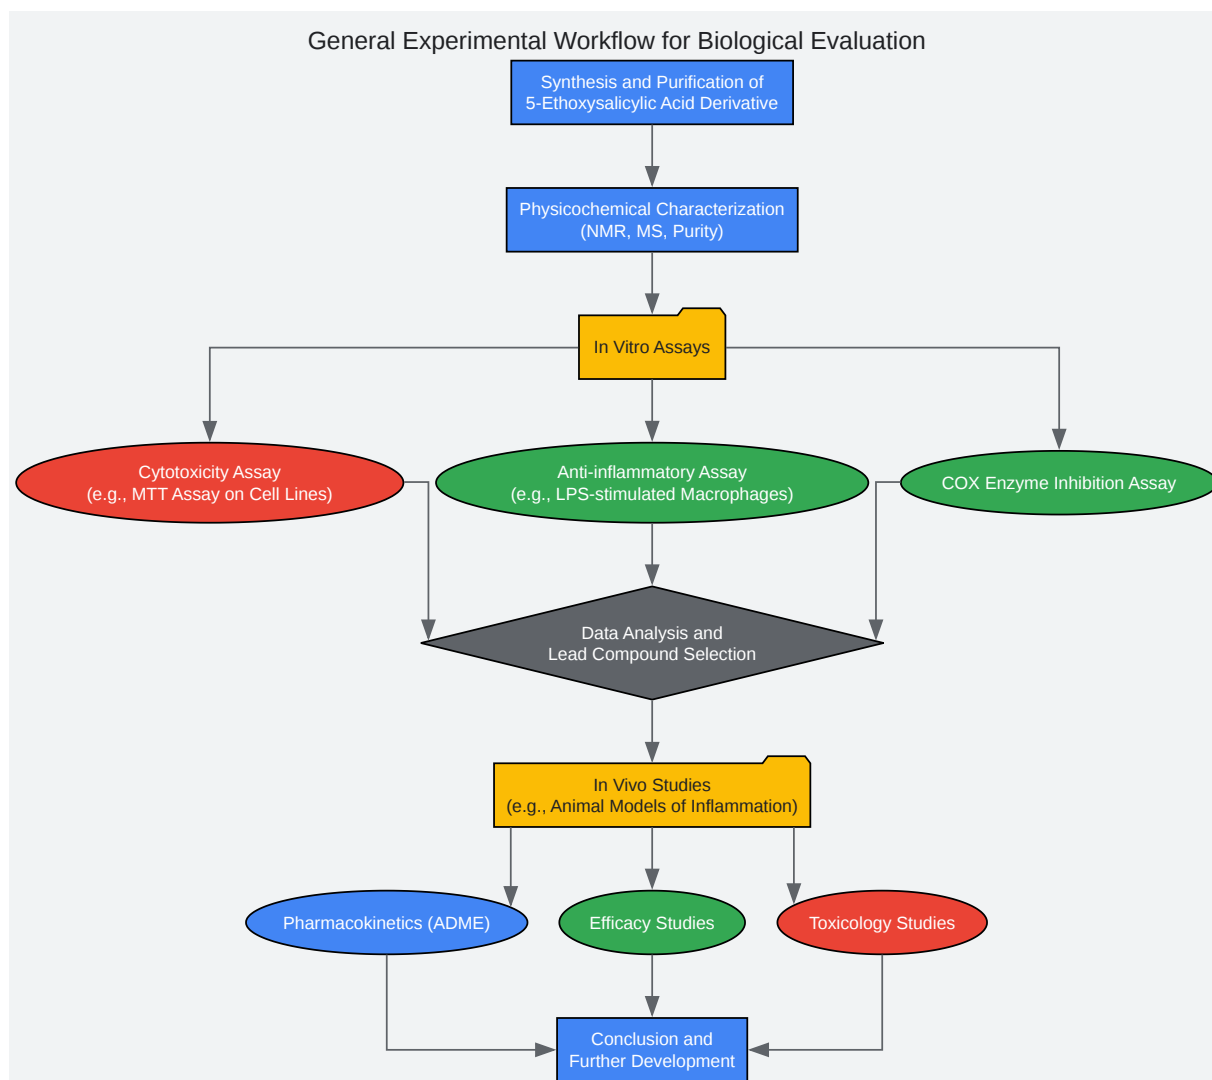 General Experimental Workflow for Biological Evaluation
Synthesis and Purification of
5-Ethoxysalicylic Acid Derivative
Physicochemical Characterization
(NMR, MS, Purity)
In Vitro Assays
Cytotoxicity Assay
(e.g., MTT Assay on Cell Lines)
Anti-inflammatory Assay
(e.g., LPS-stimulated Macrophages)
COX Enzyme Inhibition Assay
Data Analysis and
Lead Compound Selection
In Vivo Studies
(e.g., Animal Models of Inflammation)
Pharmacokinetics (ADME)
Efficacy Studies
Toxicology Studies
Conclusion and
Further Development